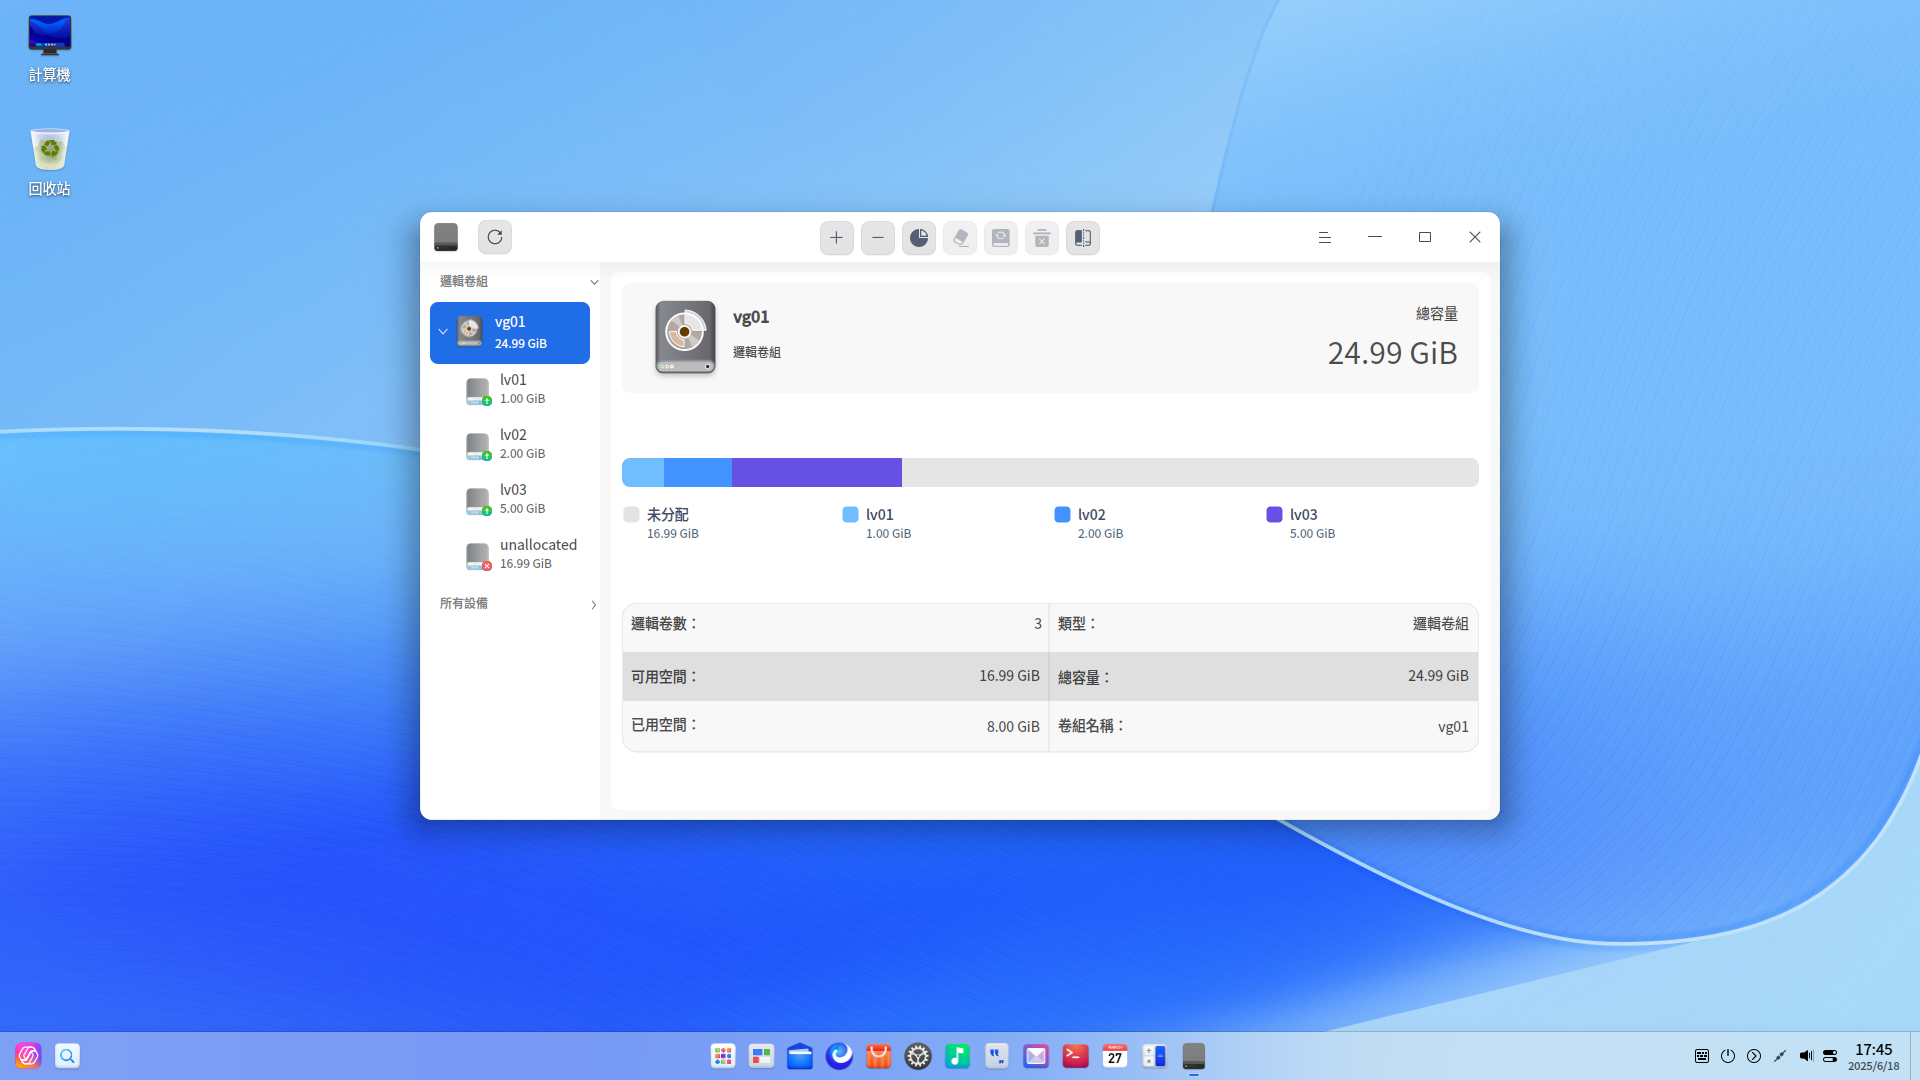 計算機
回收站
邏輯卷組
vg01
24.99 GiB
lv01
1.00 GiB
lv02
2.00 GiB
lv03
5.00 GiB
unallocated
16.99 GiB
所有設備
vg01
邏輯卷組
總容量
24.99 GiB
未分配
16.99 GiB
lv01
1.00 GiB
lv02
2.00 GiB
lv03
5.00 GiB
邏輯卷數： 3 類型： 邏輯卷組
可用空間： 16.99 GiB 總容量： 24.99 GiB
已用空間： 8.00 GiB 卷組名稱： vg01
MARCH
27
17:45
2025/6/18